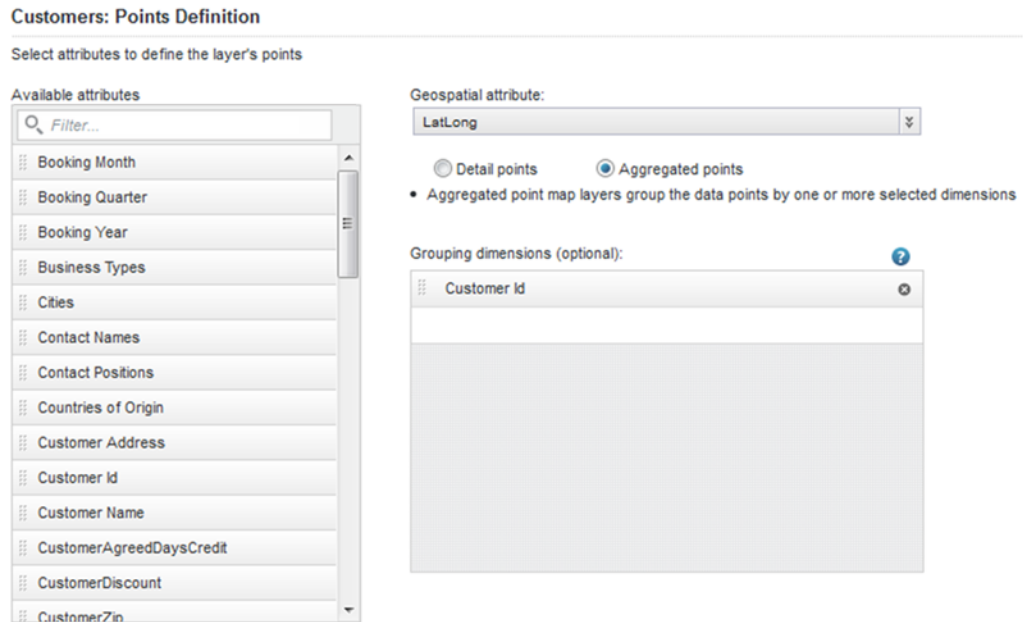 Customers: Points Definition
Select attributes to define the layer's points
Available attributes
Filter...
Booking Month
Booking Quarter
Booking Year
Business Types
Cities
Contact Names
Contact Positions
Countries of Origin
Customer Address
Customer Id
Customer Name
CustomerAgreedDaysCredit
CustomerDiscount
CustomerZip
Geospatial attribute:
LatLong
Detail points Aggregated points
• Aggregated point map layers group the data points by one or more selected dimensions
Grouping dimensions (optional): ?
Customer Id